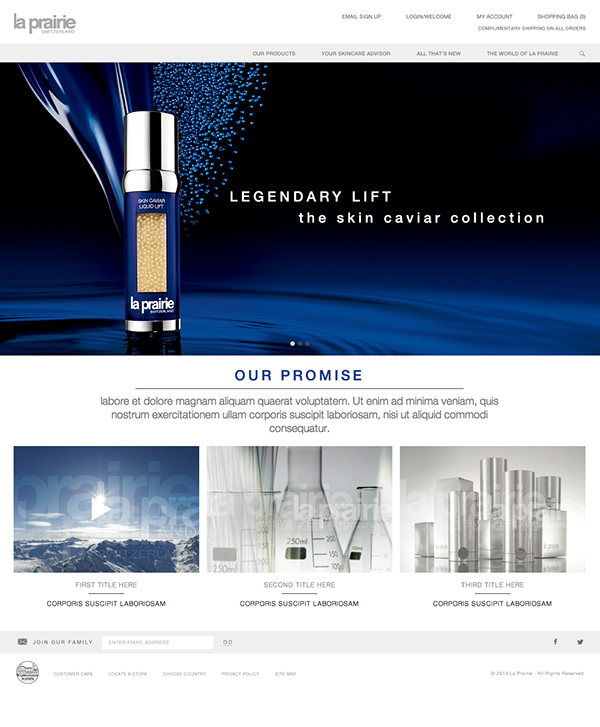 la prairie
SWITZERLAND
EMAIL SIGN UP
LOGIN/WELCOME
MY ACCOUNT
SHOPPING BAG (0)
COMPLIMENTARY SHIPPING ON ALL ORDERS
OUR PRODUCTS
YOUR SKINCARE ADVISOR
ALL THAT'S NEW
THE WORLD OF LA PRAIRIE
SKIN CAVIAR
LIQUID LIFT
la prairie
SWITZERLAND
LEGENDARY LIFT
the skin caviar collection
OUR PROMISE
labore et dolore magnam aliquam quaerat voluptatem. Ut enim ad minima veniam, quis
nostrum exercitationem ullam corporis suscipit laboriosam, nisi ut aliquid commodi
consequatur.
prairie
la prairie
SWITZERLAND
250ml
200
150
100
250ml
200
150
100
la prairie
FIRST TITLE HERE
CORPORIS SUSCIPIT LABORIOSAM
SECOND TITLE HERE
CORPORIS SUSCIPIT LABORIOSAM
THIRD TITLE HERE
CORPORIS SUSCIPIT LABORIOSAM
JOIN OUR FAMILY
ENTER EMAIL ADDRESS
GO
CUSTOMER CARE
LOCATE A STORE
CHOOSE COUNTRY
PRIVACY POLICY
SITE MAP
© 2013 La Prairie - All Rights Reserved